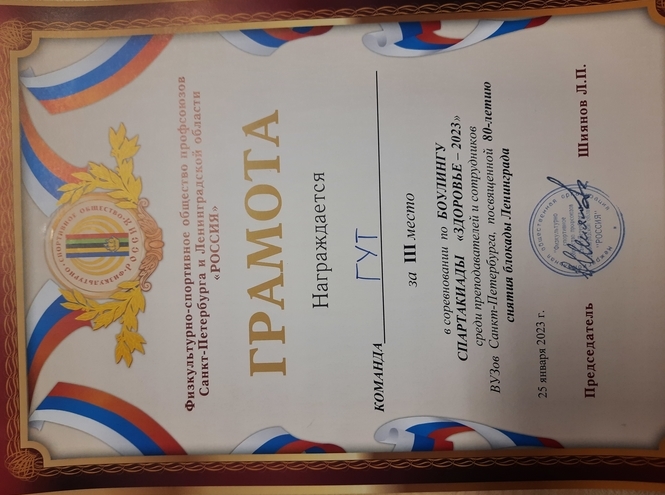 Физкультурно-спортивное общество профсоюзов
Санкт-Петербурга и Ленинградской области
«РОССИЯ»
ГРАМОТА
Награждается
КОМАНДА ГУТ
за III место
в соревновании по БОУЛИНГУ
СПАРТАКИАДЫ «ЗДОРОВЬЕ – 2023»
среди преподавателей и сотрудников
ВУЗов Санкт-Петербурга, посвященной 80-летию
снятия блокады Ленинграда
25 января 2023 г.
Председатель Шиянов Л.П.
"РОССИЯ"